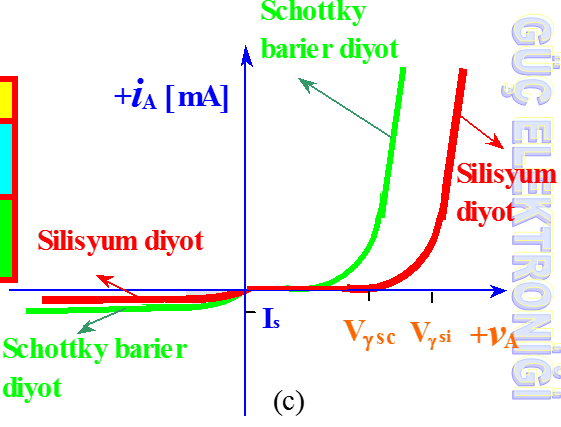 Schottky
barier diyot
+iA [mA]
Silisyum
diyot
Silisyum diyot
Is
Vγsc
Vγsi
+vA
Schottky barier
diyot
(c)
GÜÇ ELEKTRONİĞİ